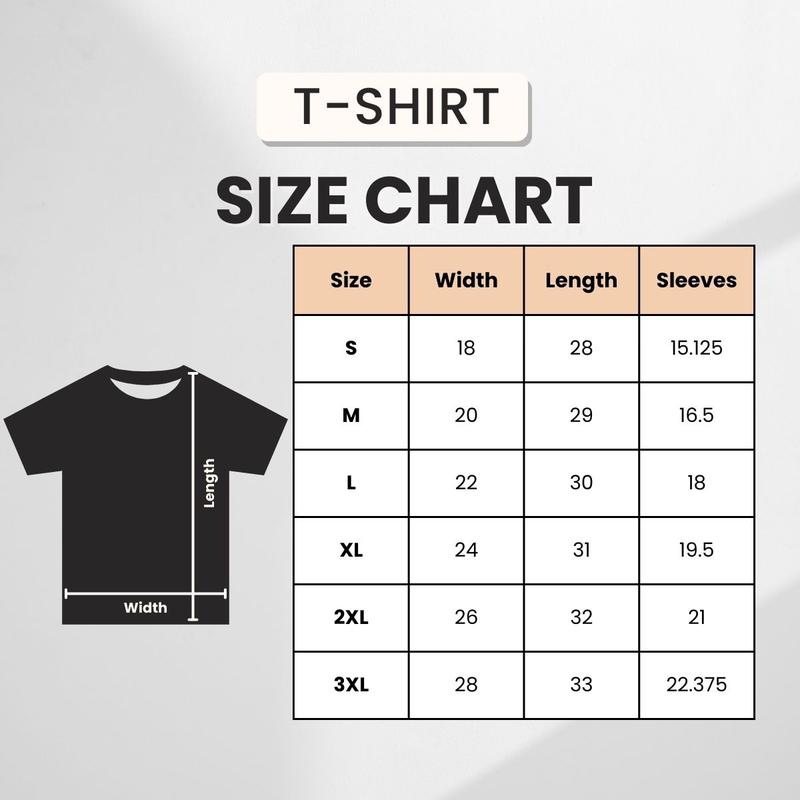 T-SHIRT
SIZE CHART
Size Width Length Sleeves
S 18 28 15.125
M 20 29 16.5
L 22 30 18
XL 24 31 19.5
2XL 26 32 21
3XL 28 33 22.375
Length
Width